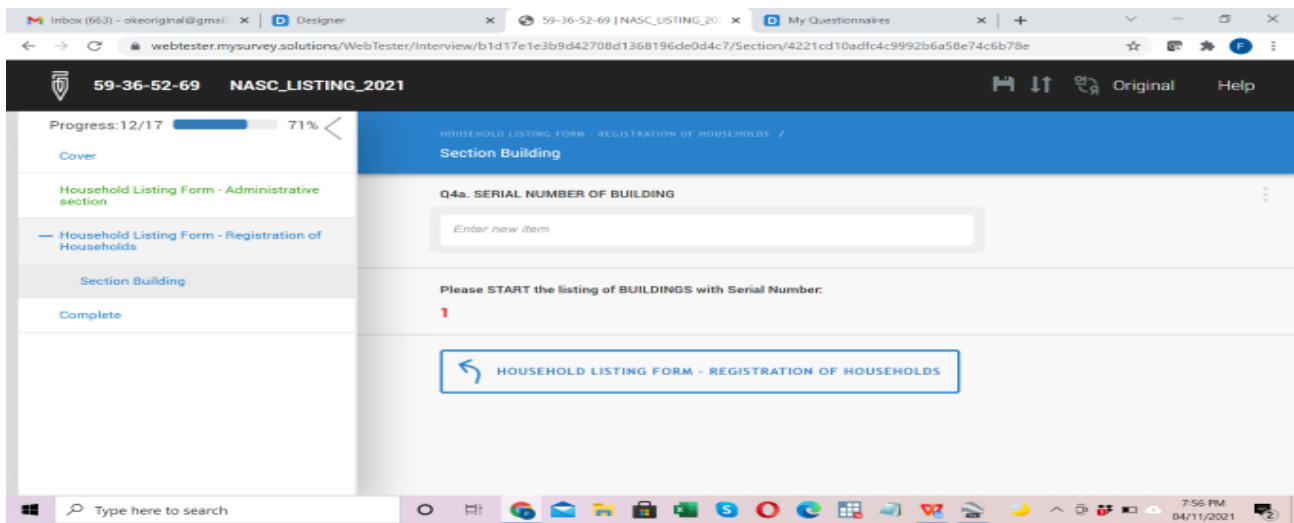 Inbox (663) - okeoriginal@gmail.
Designer
59-36-52-69 | NASC_LISTING_20
My Questionnaires
webtester.mysurvey.solutions/WebTester/Interview/b1d17e1e3b9d42708d1368196de0d4c7/Section/4221cd10adfc4c9992b6a58e74c6b78e
F
59-36-52-69 NASC_LISTING_2021
Original
Help
Progress:12/17 71%
Cover
Household Listing Form - Administrative
section
Household Listing Form - Registration of
Households
Section Building
Complete
HOUSEHOLD LISTING FORM - REGISTRATION OF HOUSEHOLDS /
Section Building
Q4a. SERIAL NUMBER OF BUILDING
Enter new item
Please START the listing of BUILDINGS with Serial Number:
1
HOUSEHOLD LISTING FORM - REGISTRATION OF HOUSEHOLDS
Type here to search
7:56 PM
04/11/2021
2